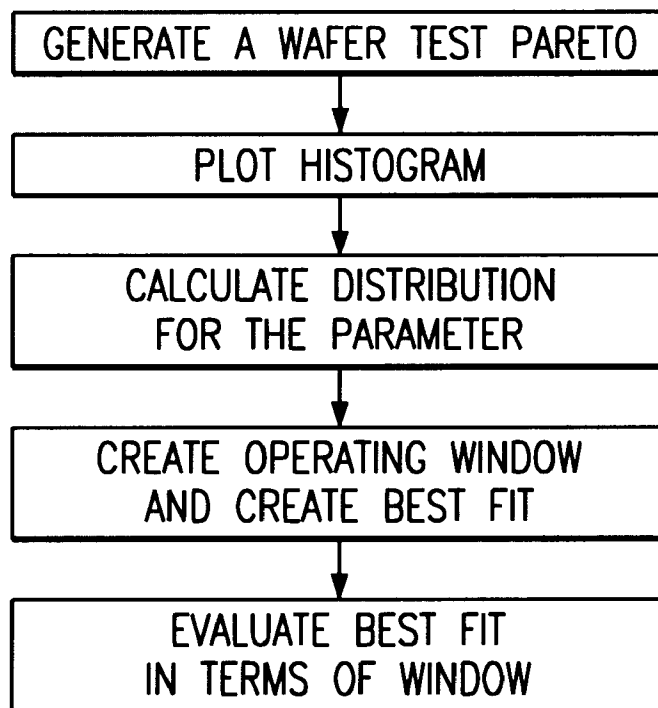 GENERATE A WAFER TEST PARETO
PLOT HISTOGRAM
CALCULATE DISTRIBUTION
FOR THE PARAMETER
CREATE OPERATING WINDOW
AND CREATE BEST FIT
EVALUATE BEST FIT
IN TERMS OF WINDOW